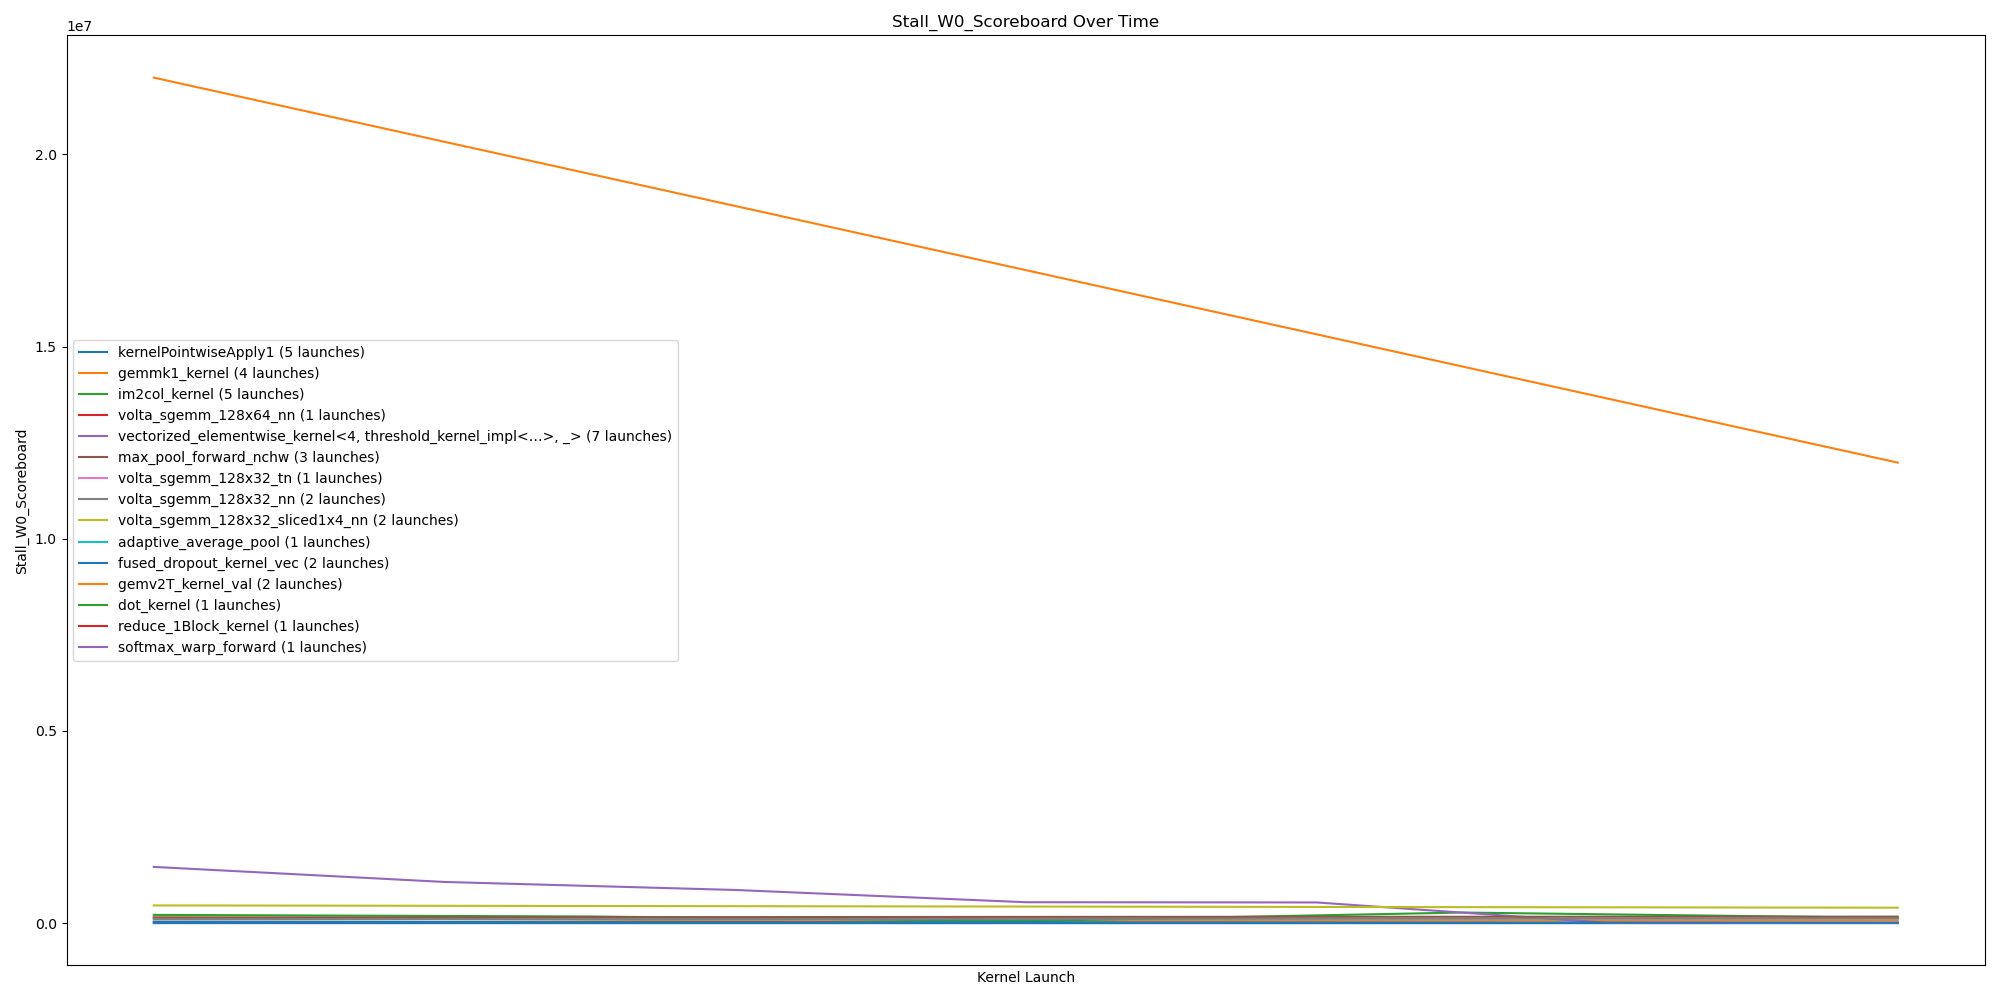 Stall_W0_Scoreboard Over Time
1e7
2.0
1.5
1.0
0.5
0.0
Stall_W0_Scoreboard
kernelPointwiseApply1 (5 launches)
gemmk1_kernel (4 launches)
im2col_kernel (5 launches)
volta_sgemm_128x64_nn (1 launches)
vectorized_elementwise_kernel<4, threshold_kernel_impl<...>, _> (7 launches)
max_pool_forward_nchw (3 launches)
volta_sgemm_128x32_tn (1 launches)
volta_sgemm_128x32_nn (2 launches)
volta_sgemm_128x32_sliced1x4_nn (2 launches)
adaptive_average_pool (1 launches)
fused_dropout_kernel_vec (2 launches)
gemv2T_kernel_val (2 launches)
dot_kernel (1 launches)
reduce_1Block_kernel (1 launches)
softmax_warp_forward (1 launches)
Kernel Launch